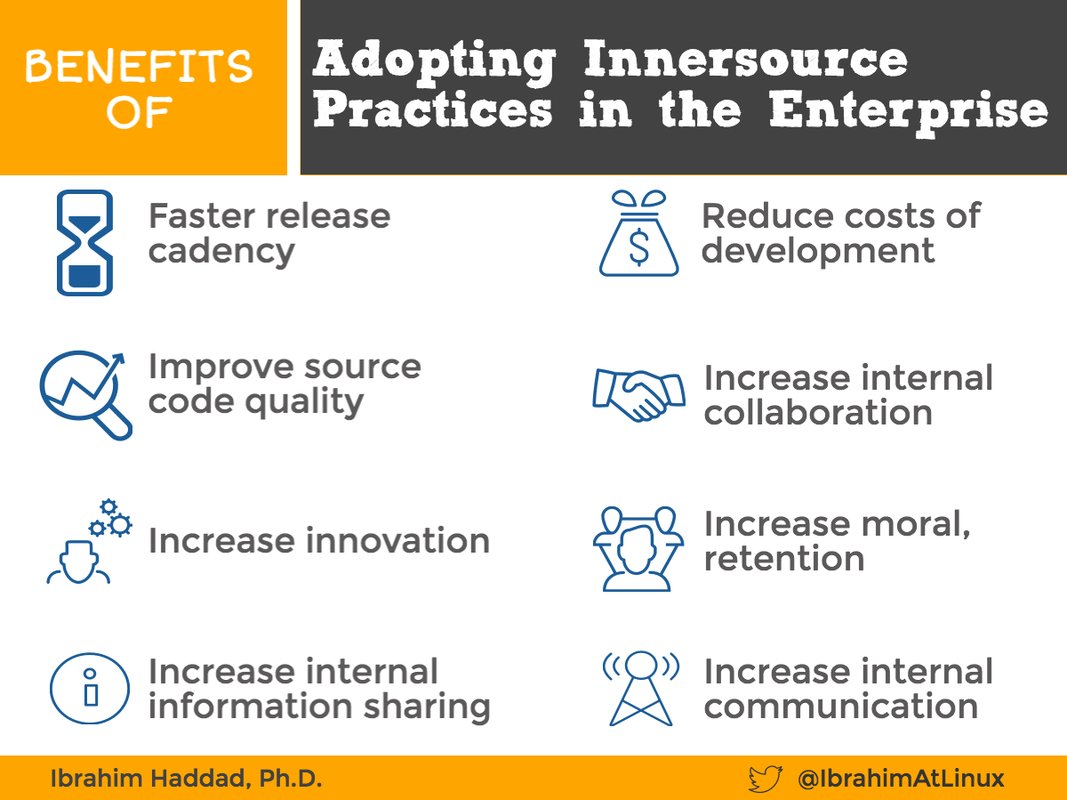 BENEFITS
OF
Adopting Innersource
Practices in the Enterprise
Faster release
cadency
Reduce costs of
development
$
Improve source
code quality
Increase internal
collaboration
Increase innovation
Increase moral,
retention
i
Increase internal
information sharing
Increase internal
communication
Ibrahim Haddad, Ph.D.
@IbrahimAtLinux